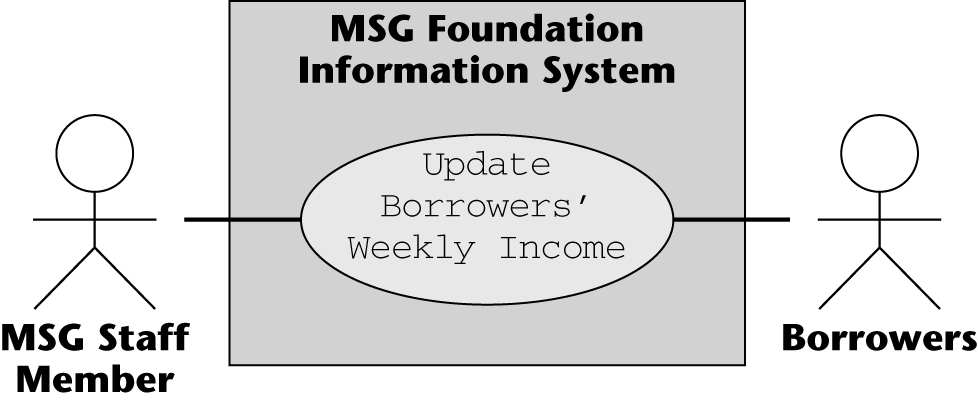 MSG Foundation
Information System
Update
Borrowers’
Weekly Income
MSG Staff
Member
Borrowers